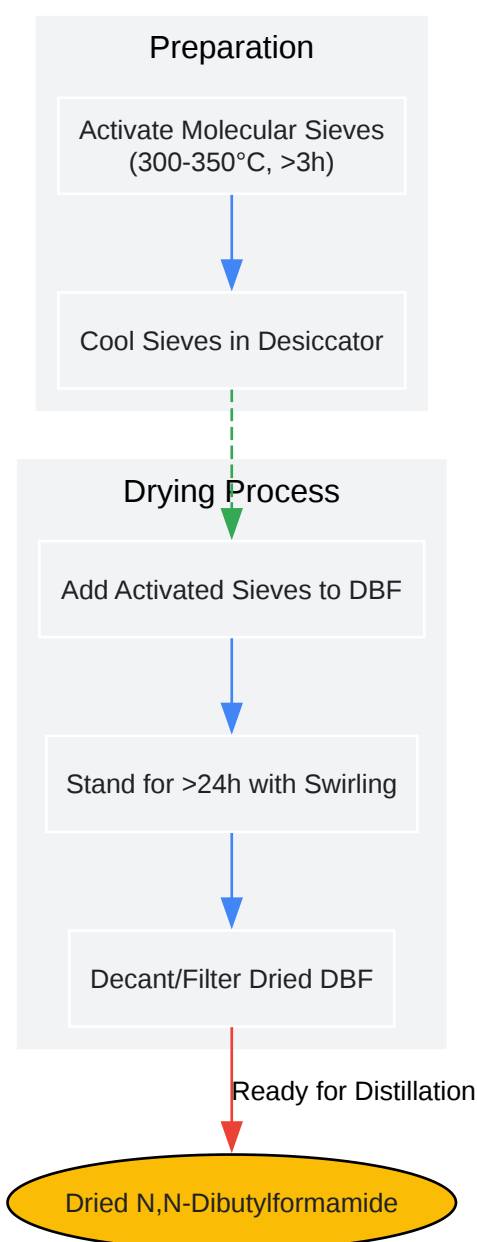 Preparation
Activate Molecular Sieves
(300-350°C, >3h)
Cool Sieves in Desiccator
Drying Process
Add Activated Sieves to DBF
Stand for >24h with Swirling
Decant/Filter Dried DBF
Ready for Distillation
Dried N,N-Dibutylformamide